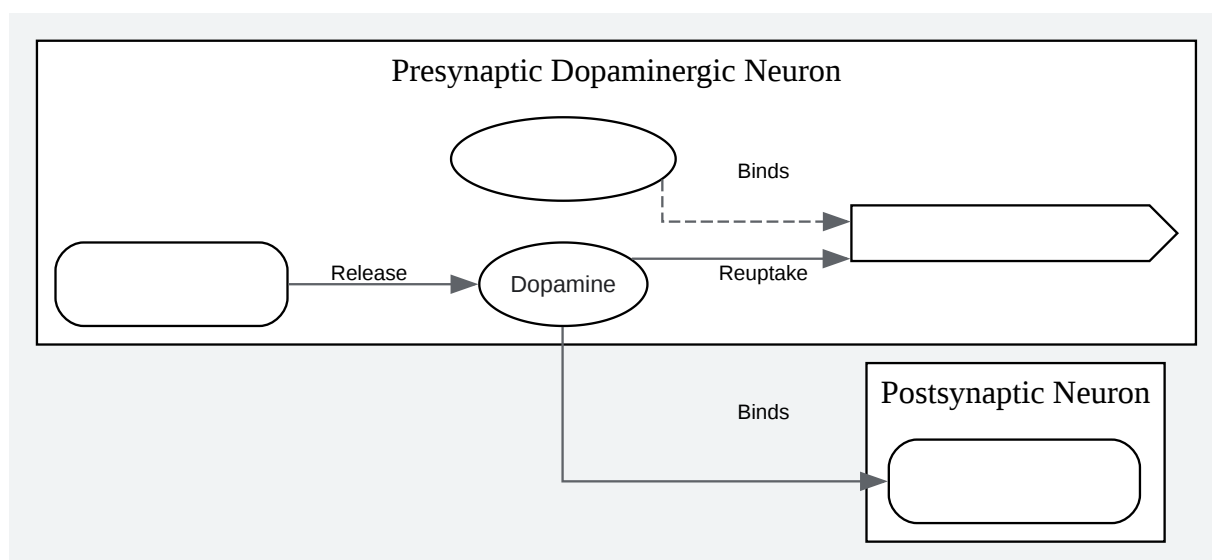 Presynaptic Dopaminergic Neuron
Binds
Release
Dopamine
Reuptake
Postsynaptic Neuron
Binds